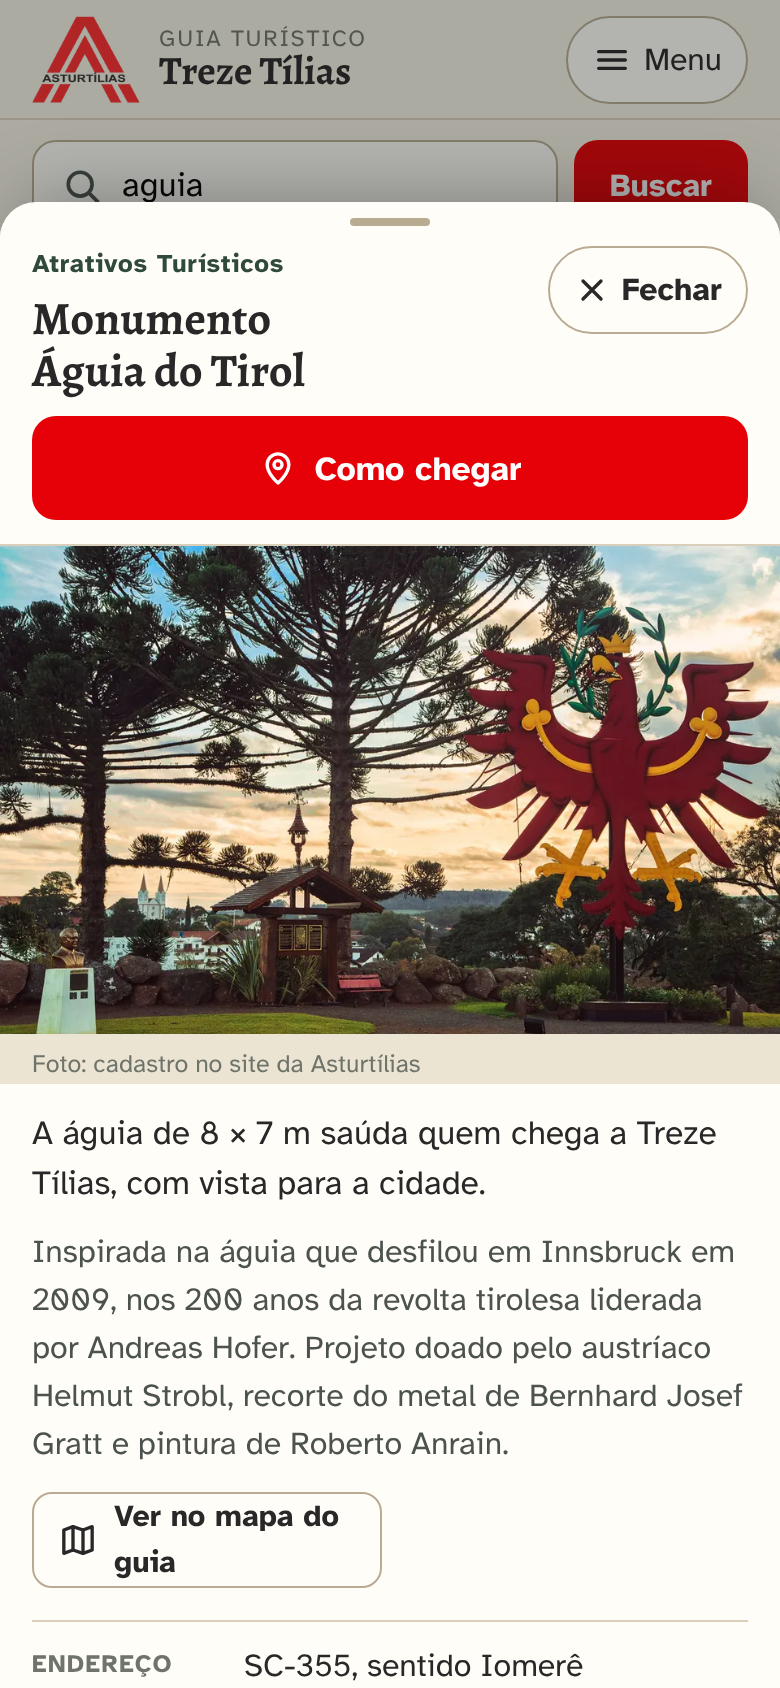 ASTURTÍLIAS
GUIA TURÍSTICO
Treze Tílias
Menu
aguia
Buscar
Atrativos Turísticos
Fechar
Monumento
Águia do Tirol
Como chegar
Foto: cadastro no site da Asturtílias
A águia de 8 × 7 m saúda quem chega a Treze
Tílias, com vista para a cidade.
Inspirada na águia que desfilou em Innsbruck em
2009, nos 200 anos da revolta tirolesa liderada
por Andreas Hofer. Projeto doado pelo austríaco
Helmut Strobl, recorte do metal de Bernhard Josef
Gratt e pintura de Roberto Anrain.
Ver no mapa do
guia
ENDEREÇO
SC-355, sentido Iomerê